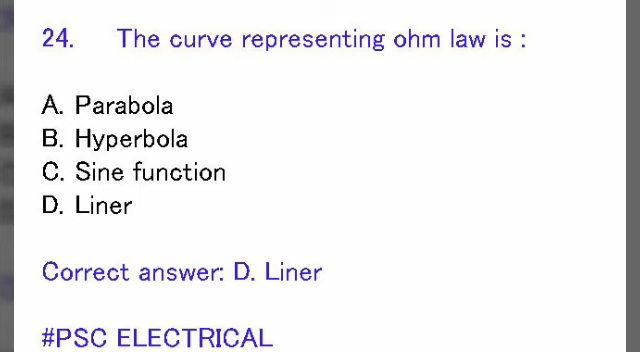 24. The curve representing ohm law is :
A. Parabola
B. Hyperbola
C. Sine function
D. Liner
Correct answer: D. Liner
#PSC ELECTRICAL